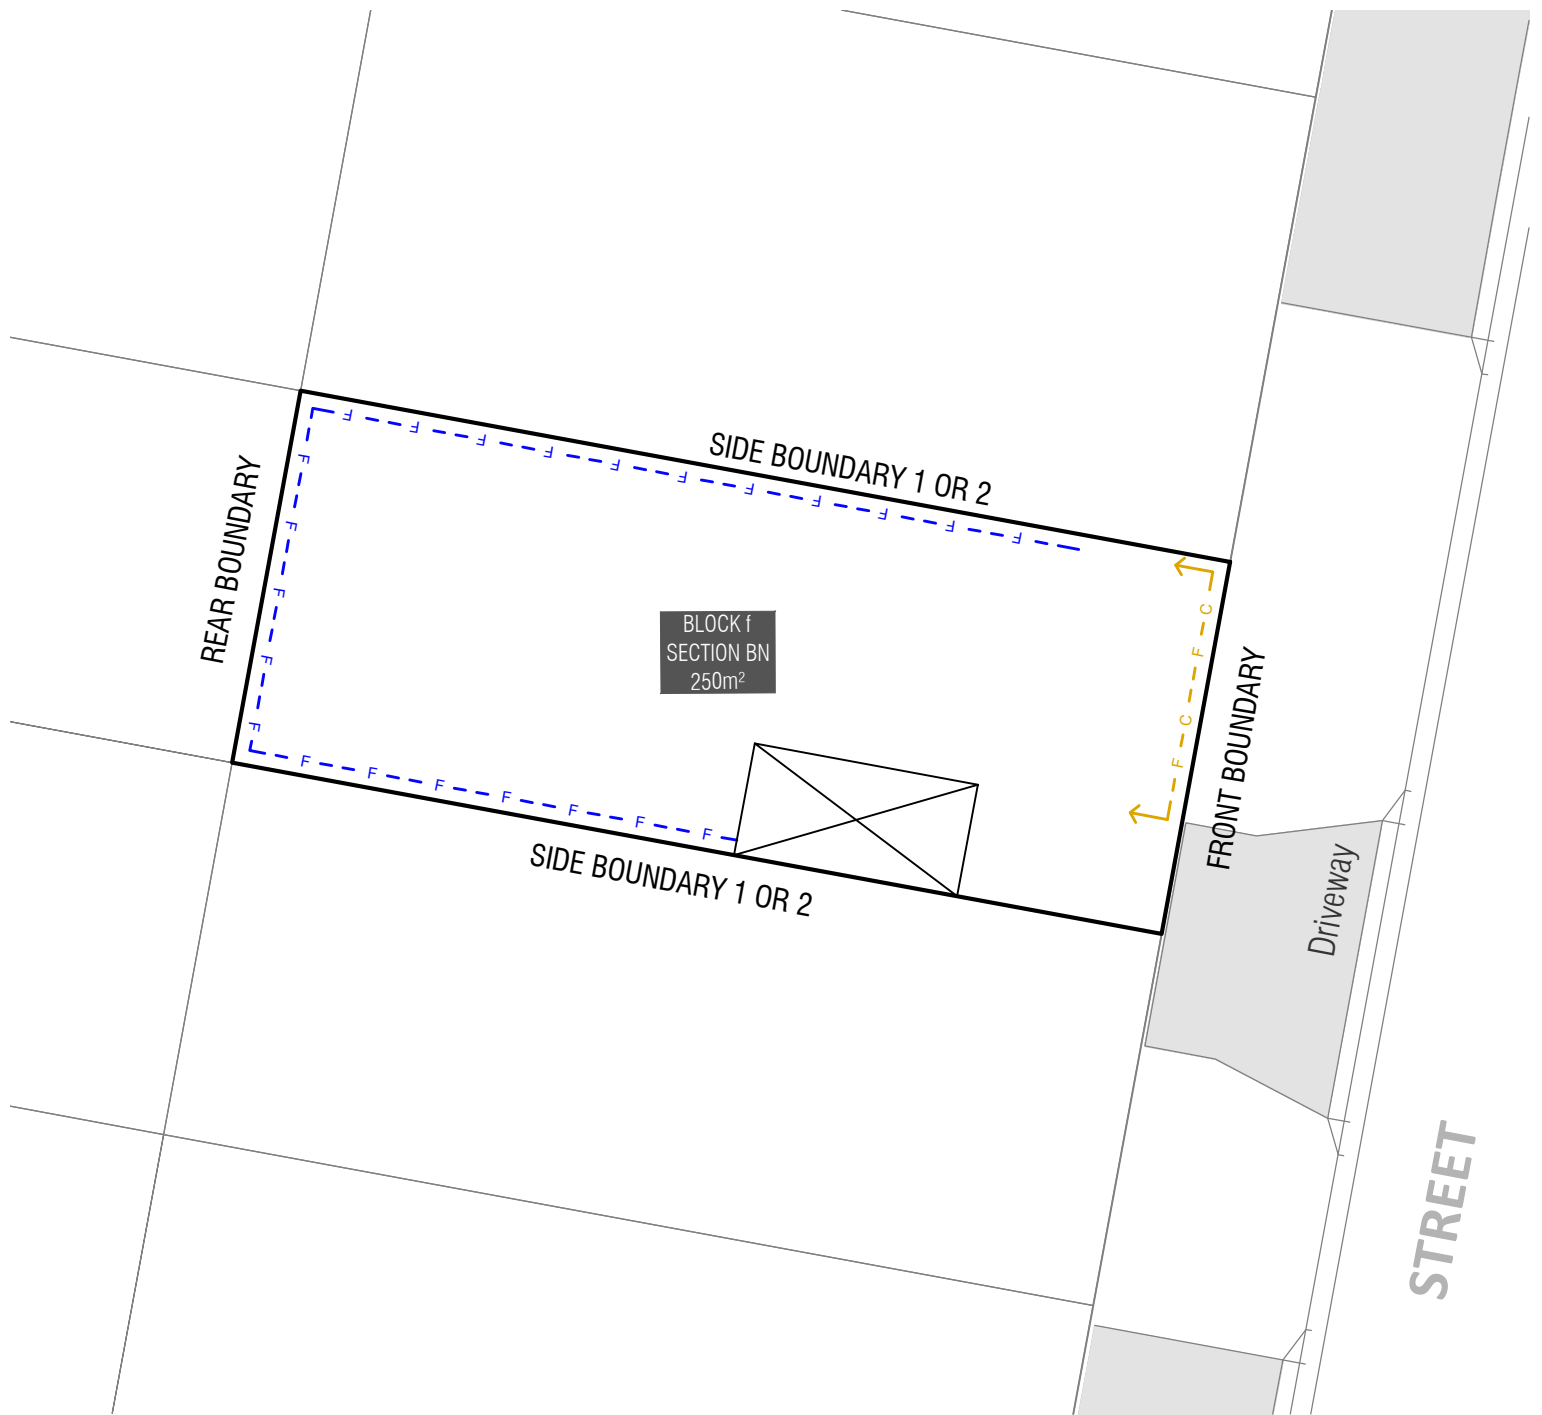 SIDE BOUNDARY 1 OR 2
F F F F F F F F F F F
REAR BOUNDARY
F F F F F
C F C F
BLOCK f
SECTION BN
250m²
FRONT BOUNDARY
F F F F F F F
SIDE BOUNDARY 1 OR 2
Driveway
STREET